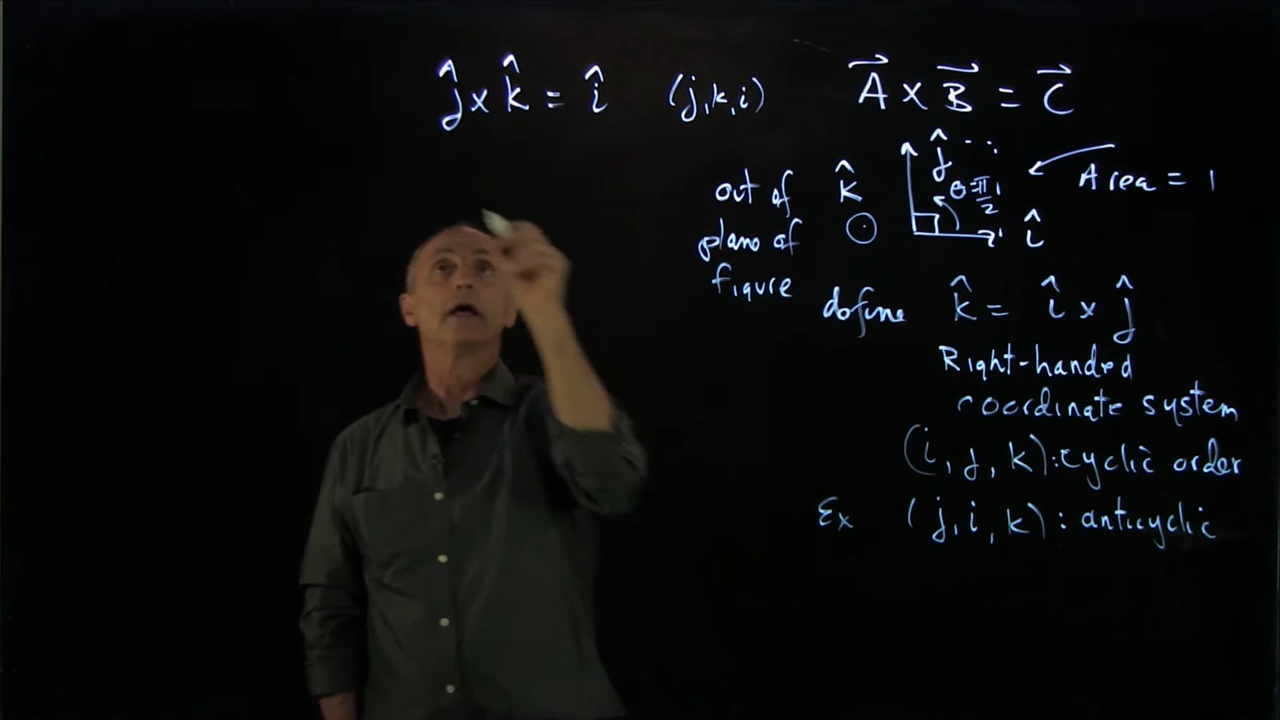 ĵ × k̂ = î (j, k, i)
A⃗ × B⃗ = C⃗
ĵ
θ = π/2
î
Area = 1
k̂
out of
plane of
figure
define k̂ = î × ĵ
Right-handed
coordinate system
(i, j, k) : cyclic order
Ex (j, i, k) : anticyclic